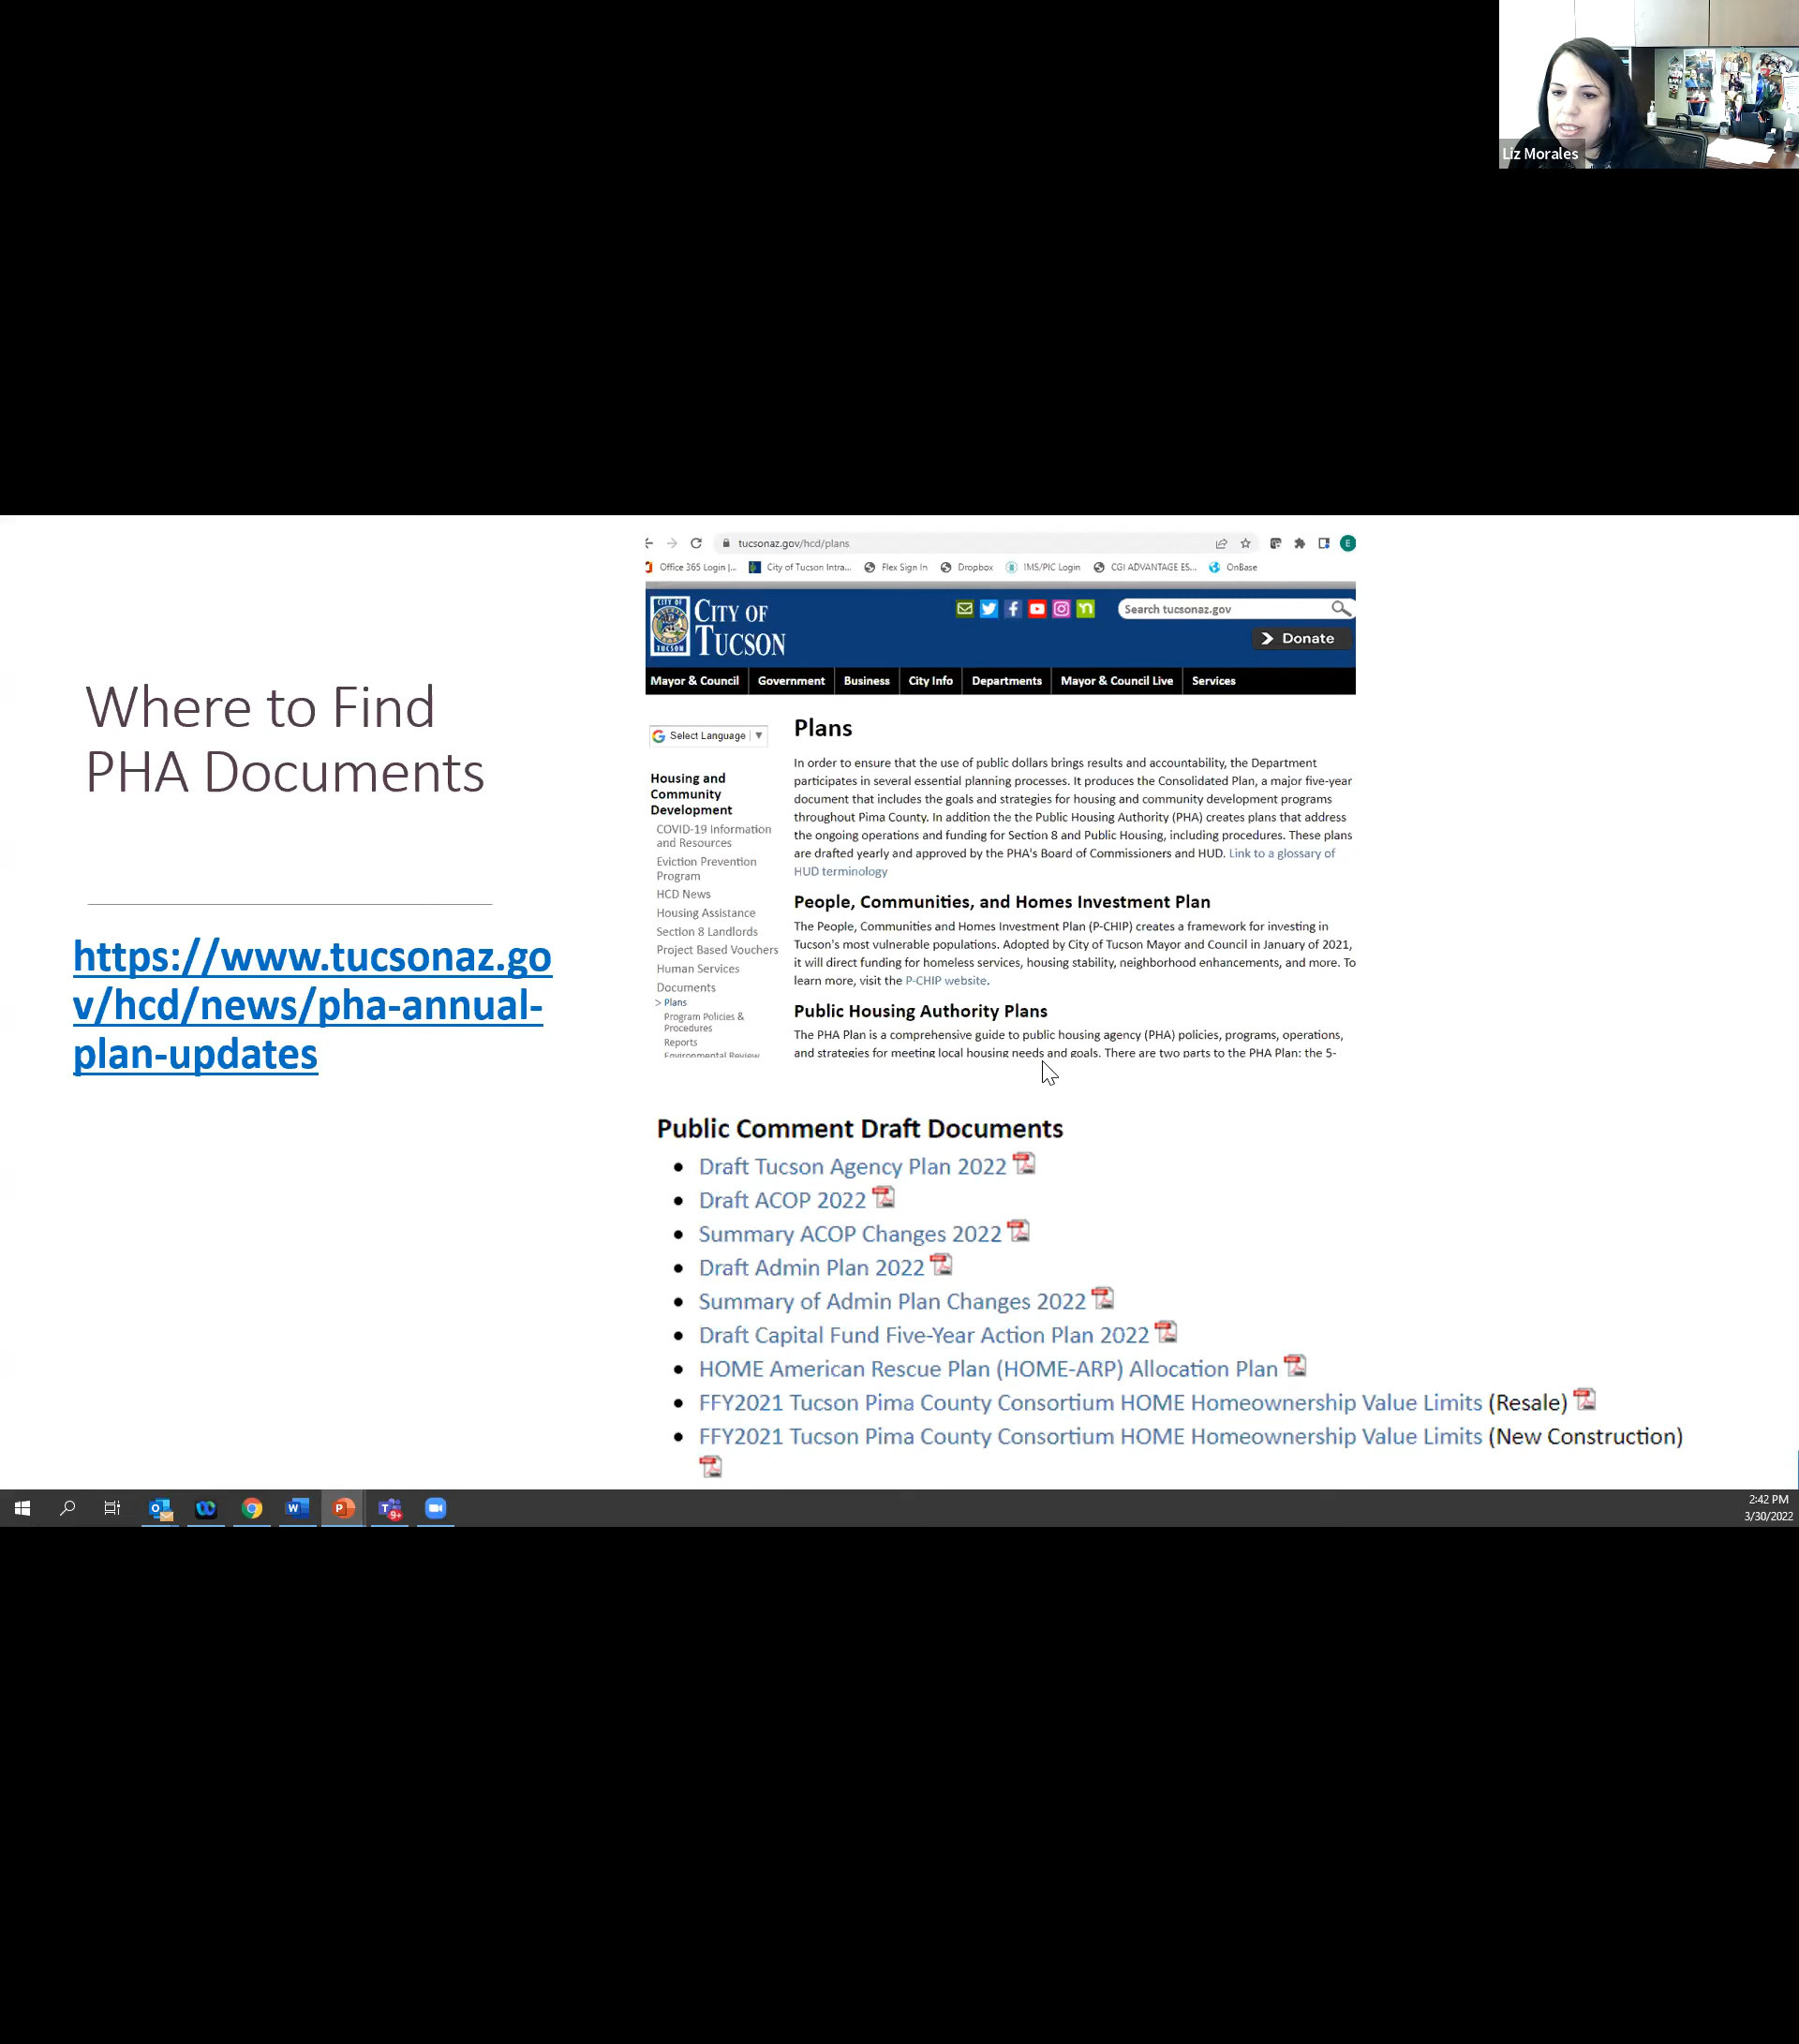 Liz Morales
Where to Find
PHA Documents
https://www.tucsonaz.go
v/hcd/news/pha-annual-
plan-updates
tucsonaz.gov/hcd/plans
E
Office 365 Login |... City of Tucson Intra... Flex Sign In Dropbox IMS/PIC Login CGI ADVANTAGE ES... OnBase
CITY OF
TUCSON
CITY OF
TUCSON
Search tucsonaz.gov
Donate
Mayor & Council Government Business City Info Departments Mayor & Council Live Services
Select Language
Housing and
Community
Development
COVID-19 Information
and Resources
Eviction Prevention
Program
HCD News
Housing Assistance
Section 8 Landlords
Project Based Vouchers
Human Services
Documents
> Plans
Program Policies &
Procedures
Reports
Environmental Review
Plans
In order to ensure that the use of public dollars brings results and accountability, the Department
participates in several essential planning processes. It produces the Consolidated Plan, a major five-year
document that includes the goals and strategies for housing and community development programs
throughout Pima County. In addition the the Public Housing Authority (PHA) creates plans that address
the ongoing operations and funding for Section 8 and Public Housing, including procedures. These plans
are drafted yearly and approved by the PHA's Board of Commissioners and HUD. Link to a glossary of
HUD terminology
People, Communities, and Homes Investment Plan
The People, Communities and Homes Investment Plan (P-CHIP) creates a framework for investing in
Tucson's most vulnerable populations. Adopted by City of Tucson Mayor and Council in January of 2021,
it will direct funding for homeless services, housing stability, neighborhood enhancements, and more. To
learn more, visit the P-CHIP website.
Public Housing Authority Plans
The PHA Plan is a comprehensive guide to public housing agency (PHA) policies, programs, operations,
and strategies for meeting local housing needs and goals. There are two parts to the PHA Plan: the 5-
Public Comment Draft Documents
• Draft Tucson Agency Plan 2022
• Draft ACOP 2022
• Summary ACOP Changes 2022
• Draft Admin Plan 2022
• Summary of Admin Plan Changes 2022
• Draft Capital Fund Five-Year Action Plan 2022
• HOME American Rescue Plan (HOME-ARP) Allocation Plan
• FFY2021 Tucson Pima County Consortium HOME Homeownership Value Limits (Resale)
• FFY2021 Tucson Pima County Consortium HOME Homeownership Value Limits (New Construction)
9+
2:42 PM
3/30/2022